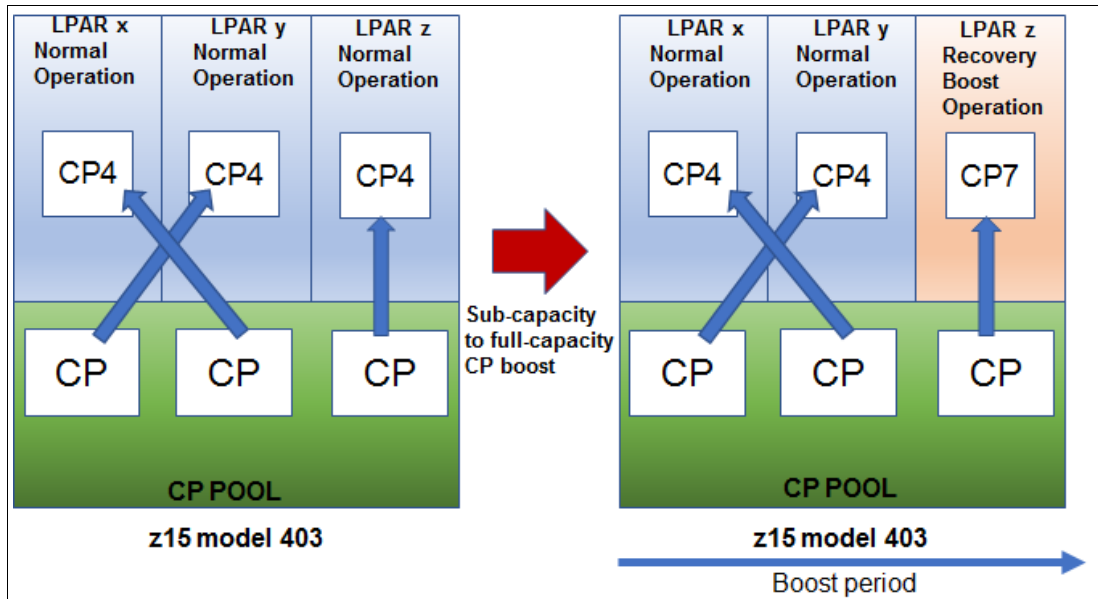 LPAR x
Normal
Operation
LPAR y
Normal
Operation
LPAR z
Normal
Operation
CP4
CP4
CP4
CP
CP
CP
CP POOL
z15 model 403
Sub-capacity
to full-capacity
CP boost
LPAR x
Normal
Operation
LPAR y
Normal
Operation
LPAR z
Recovery
Boost
Operation
CP4
CP4
CP7
CP
CP
CP
CP POOL
z15 model 403
Boost period